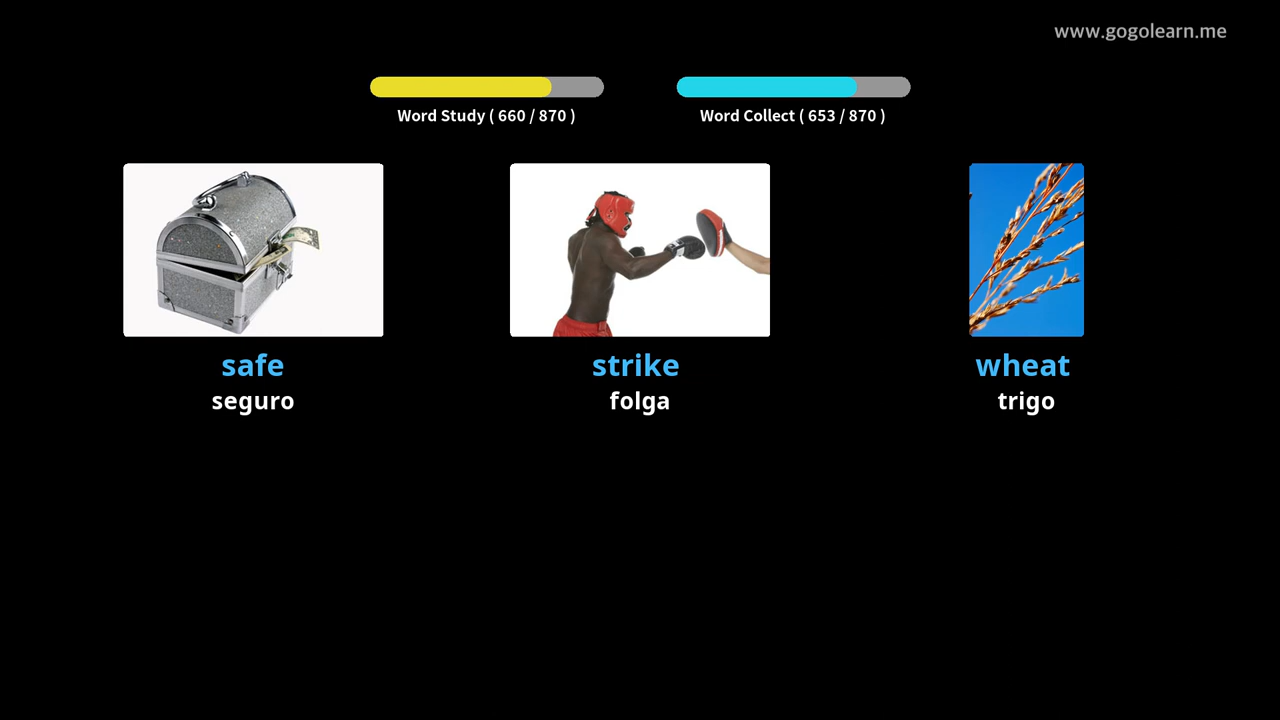 www.gogolearn.me
Word Study ( 660 / 870 )
Word Collect ( 653 / 870 )
safe
seguro
strike
folga
wheat
trigo